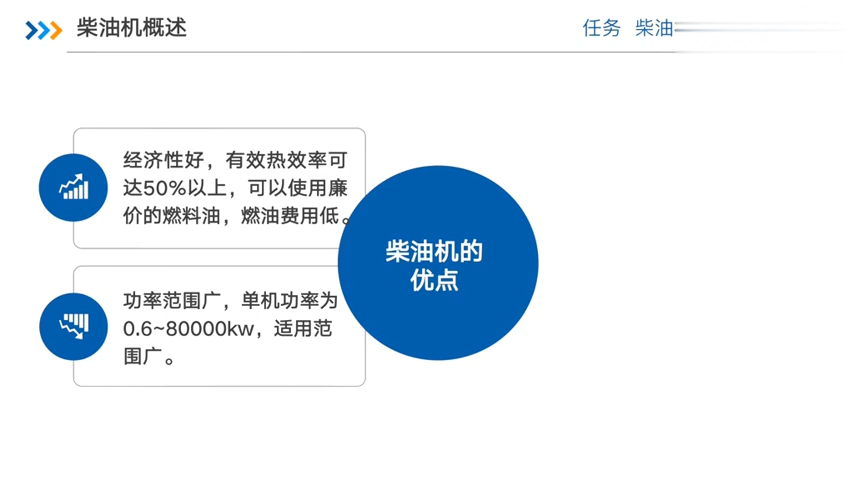 柴油机概述
任务 柴油
经济性好，有效热效率可
达50%以上，可以使用廉
价的燃料油，燃油费用低。
柴油机的
优点
功率范围广，单机功率为
0.6~80000kw，适用范
围广。